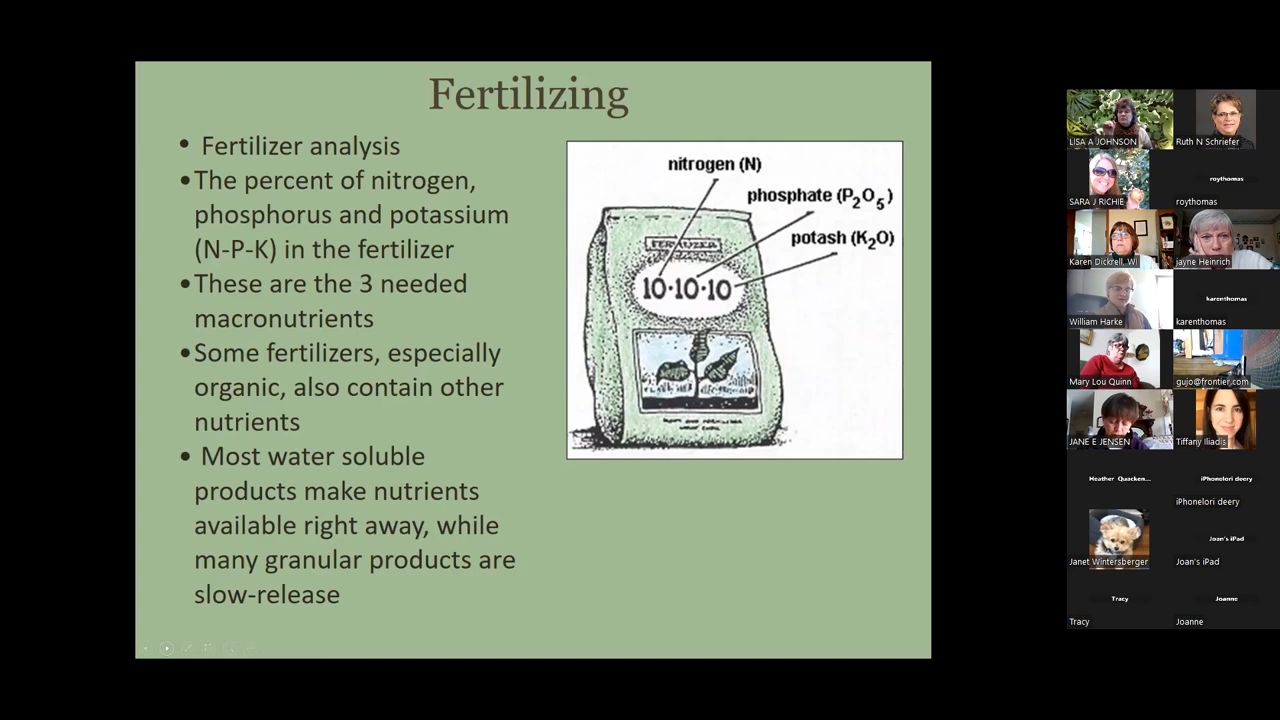 Fertilizing
• Fertilizer analysis
•The percent of nitrogen,
phosphorus and potassium
(N-P-K) in the fertilizer
•These are the 3 needed
macronutrients
•Some fertilizers, especially
organic, also contain other
nutrients
• Most water soluble
products make nutrients
available right away, while
many granular products are
slow-release
nitrogen (N)
phosphate (P₂O₅)
potash (K₂O)
FERTILIZER
10·10·10
LISA A JOHNSON
Ruth N Schriefer
SARA J RICHIE
roythomas
roythomas
Karen Dickrell, WI
jayne Heinrich
William Harke
karenthomas
karenthomas
Mary Lou Quinn
gujo@frontier.com
JANE E JENSEN
Tiffany Iliadis
Heather Quacken...
iPhonelori deery
iPhonelori deery
Janet Wintersberger
Joan's iPad
Joan's iPad
Tracy
Tracy
Joanne
Joanne